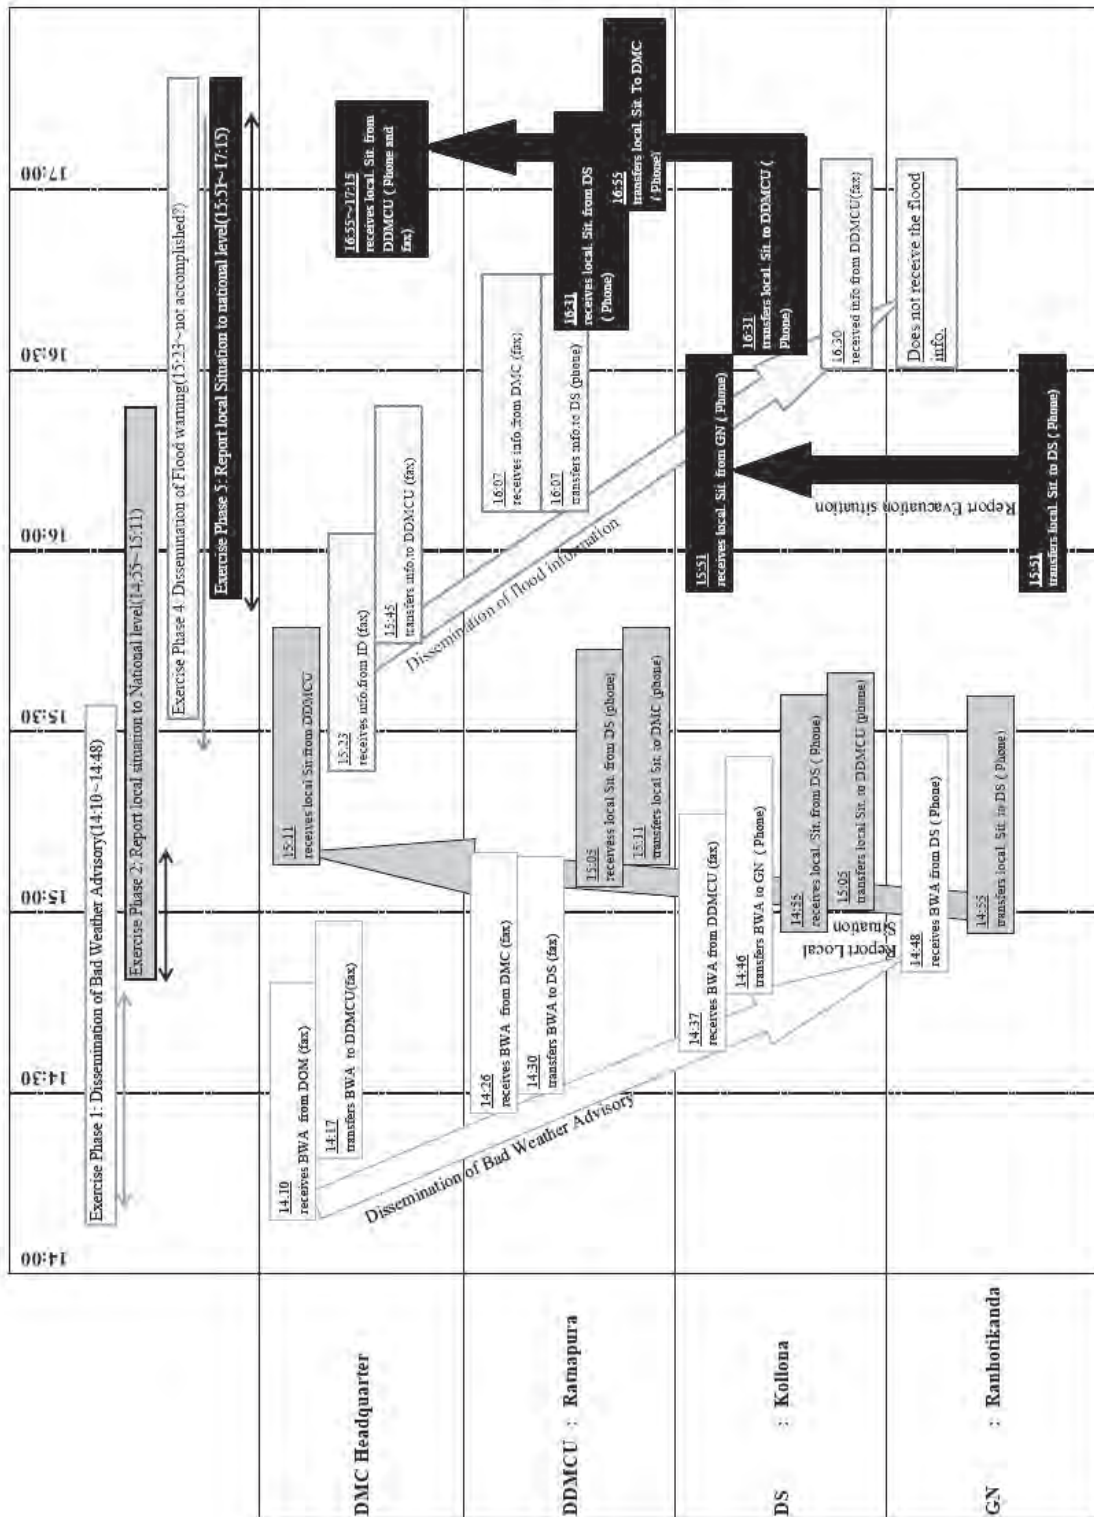 14:00
14:30
15:00
15:30
16:00
16:30
17:00
Exercise Phase 1: Dissemination of Bad Weather Advisory(14:10~14:48)
Exercise Phase 2: Report local situation to National level(14:55~15:11)
Exercise Phase 4: Dissemination of Flood warning(15:23~not accomplished?)
Exercise Phase 5: Report local Situation to national level(15:51~17:15)
DMC Headquarter
14:10
receives BWA from DOM (fax)
14:17
transfers BWA to DDMCU(fax)
15:11
receives local Sit from DDMCU
15:23
receives info.from ID (fax)
15:45
transfers info.to DDMCU (fax)
16:55~17:15
receives local. Sit. from
DDMCU ( Phone and
fax)
DDMCU : Ratnapura
14:26
receives BWA from DMC (fax)
14:30
transfers BWA to DS (fax)
15:05
receivess local Sit. from DS (phone)
15:11
transfers local Sit. to DMC (phone)
16:07
receives info.from DMC (fax)
16:07
transfers info.to DS (phone)
16:31
receives local. Sit. from DS
( Phone)
16:55
transfers local. Sit. To DMC
( Phone)
DS : Kollona
14:37
receives BWA from DDMCU (fax)
14:46
transfers BWA to GN ( Phone)
14:55
receives local. Sit. from DS ( Phone)
15:05
transfers local Sit. to DDMCU (phone)
15:51
receives local. Sit. from GN ( Phone)
16:31
transfers local. Sit. to DDMCU (
Phone)
16:30
received info from DDMCU(fax)
GN : Ranhotikanda
14:48
receives BWA from DS ( Phone)
14:55
transfers local. Sit. to DS ( Phone)
15:51
transfers local. Sit. to DS ( Phone)
Does not receive the flood
info.
Dissemination of Bad Weather Advisory
Report Local
Situation
Dissemination of flood information
Report Evacuation situation